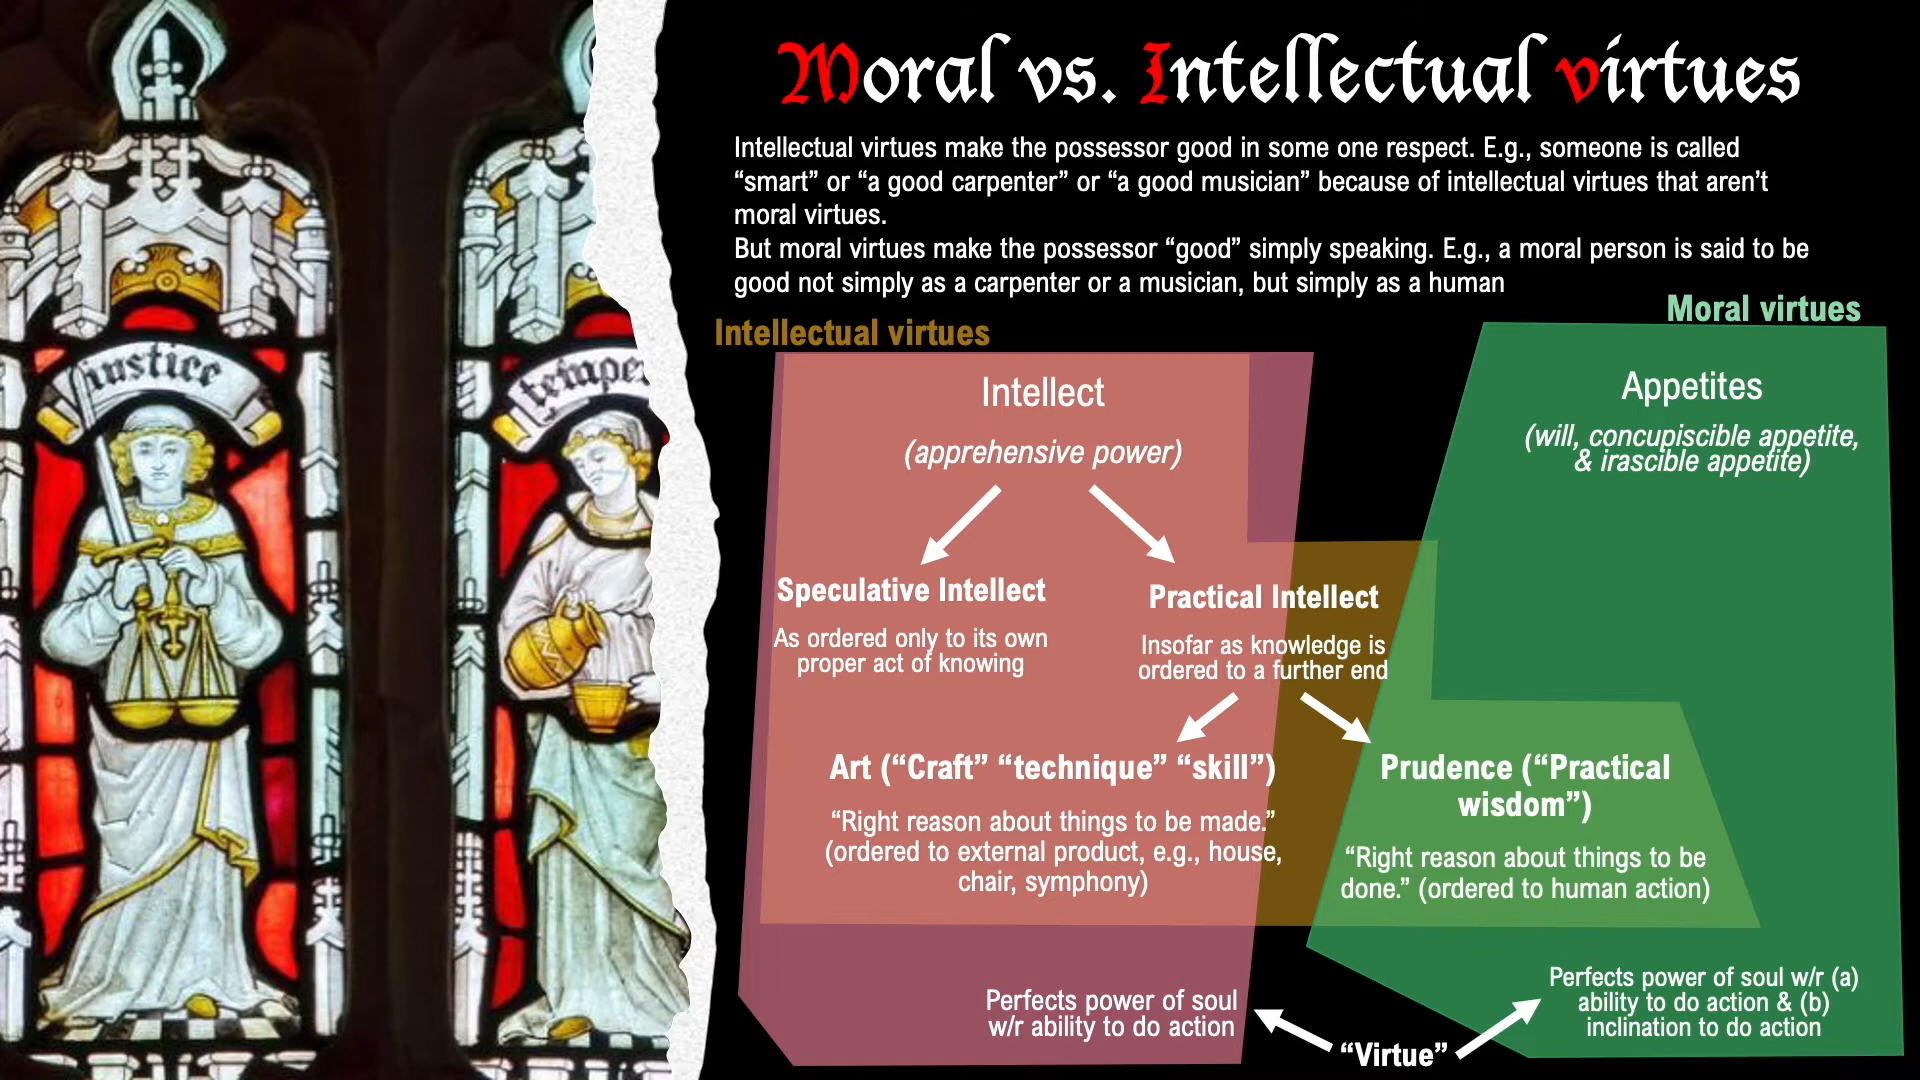 Moral vs. Intellectual virtues
Intellectual virtues make the possessor good in some one respect. E.g., someone is called
“smart” or “a good carpenter” or “a good musician” because of intellectual virtues that aren’t
moral virtues.
But moral virtues make the possessor “good” simply speaking. E.g., a moral person is said to be
good not simply as a carpenter or a musician, but simply as a human
Intellectual virtues
Moral virtues
Intellect
(apprehensive power)
Appetites
(will, concupiscible appetite,
& irascible appetite)
Speculative Intellect
As ordered only to its own
proper act of knowing
Practical Intellect
Insofar as knowledge is
ordered to a further end
Art (“Craft” “technique” “skill”)
“Right reason about things to be made.”
(ordered to external product, e.g., house,
chair, symphony)
Prudence (“Practical
wisdom”)
“Right reason about things to be
done.” (ordered to human action)
Perfects power of soul
w/r ability to do action
“Virtue”
Perfects power of soul w/r (a)
ability to do action & (b)
inclination to do action
justice